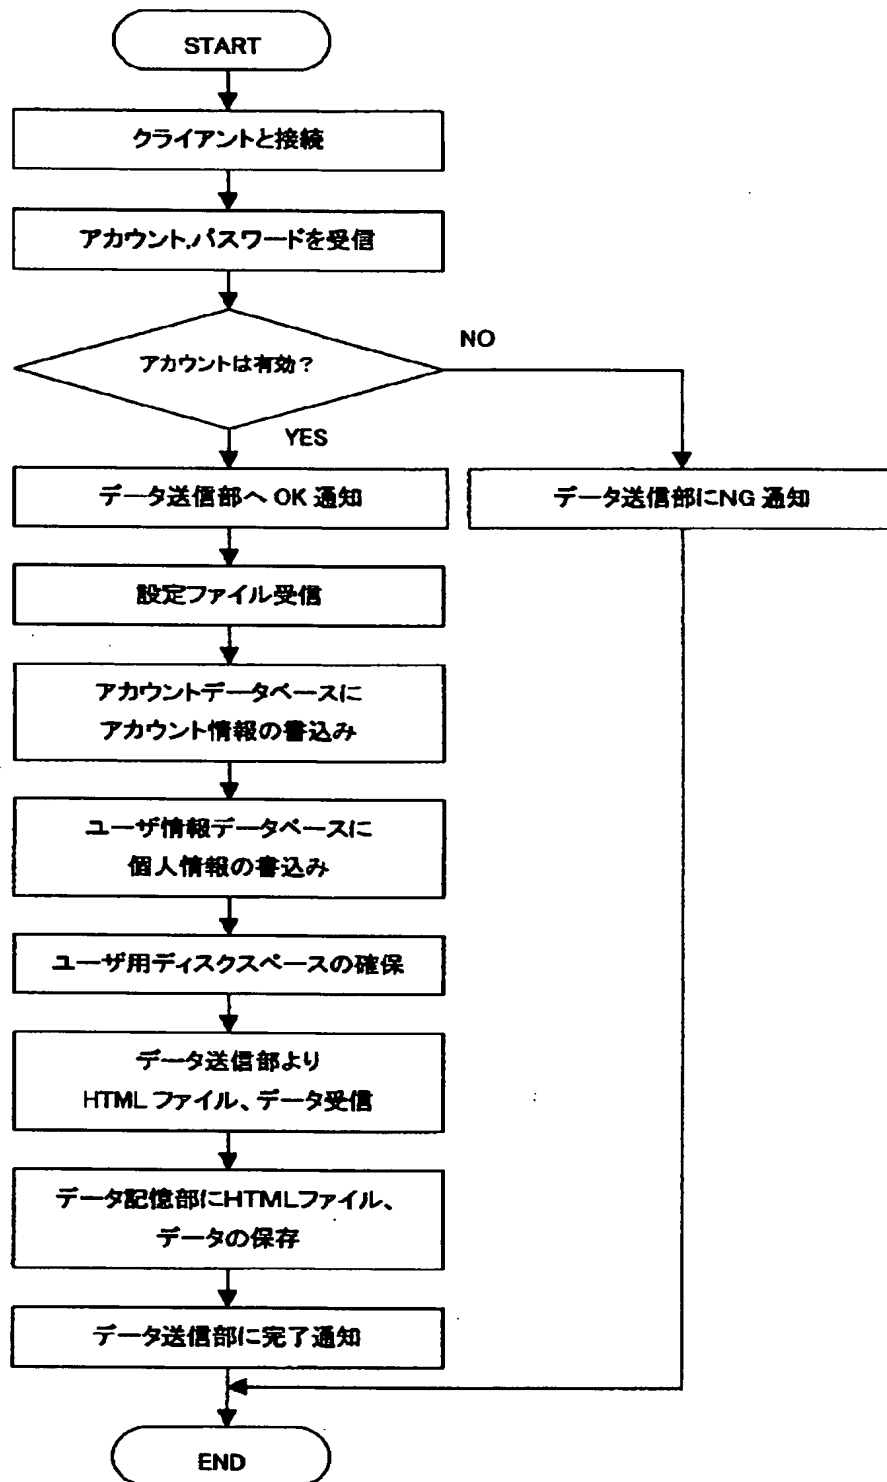 START
クライアントと接続
アカウント,パスワードを受信
アカウントは有効?
NO
YES
データ送信部へ OK 通知
データ送信部にNG 通知
設定ファイル受信
アカウントデータベースに
アカウント情報の書込み
ユーザ情報データベースに
個人情報の書込み
ユーザ用ディスクスペースの確保
データ送信部より
HTML ファイル、データ受信
データ記憶部にHTMLファイル、
データの保存
データ送信部に完了通知
END